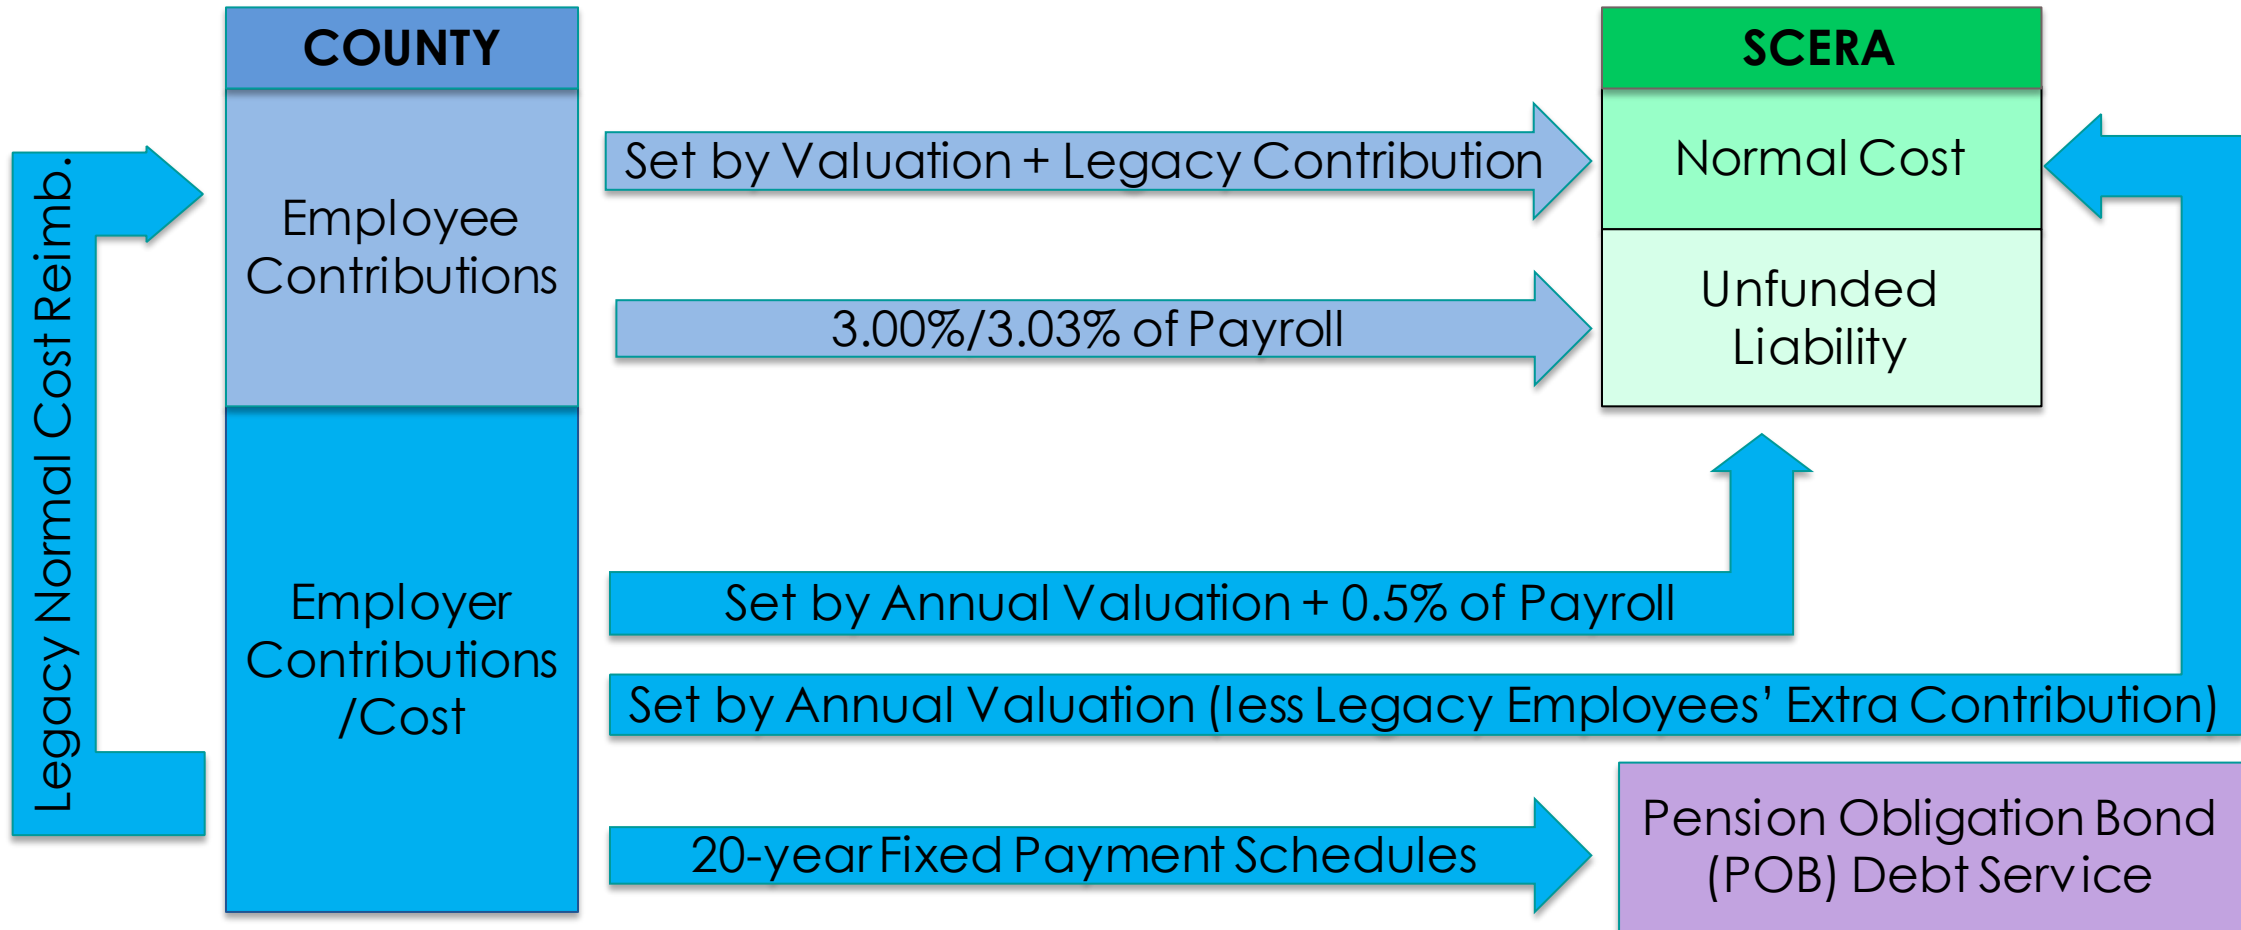 COUNTY
SCERA
Legacy Normal Cost Reimb.
Employee
Contributions
Set by Valuation + Legacy Contribution
Normal Cost
3.00%/3.03% of Payroll
Unfunded
Liability
Employer
Contributions
/Cost
Set by Annual Valuation + 0.5% of Payroll
Set by Annual Valuation (less Legacy Employees’ Extra Contribution)
20-year Fixed Payment Schedules
Pension Obligation Bond
(POB) Debt Service